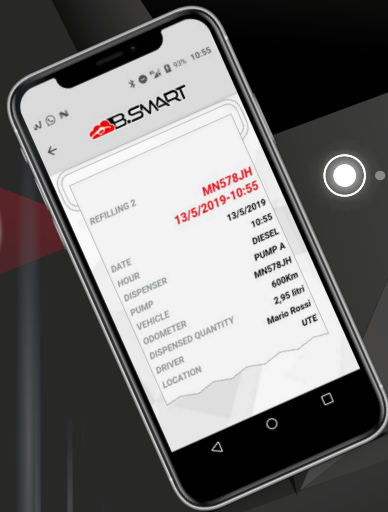 93% 10:55
B.SMART
REFILLING 2
MN578JH
13/5/2019-10:55
DATE 13/5/2019
HOUR 10:55
DISPENSER DIESEL
PUMP PUMP A
VEHICLE MN578JH
ODOMETER 600Km
DISPENSED QUANTITY 2,95 litri
DRIVER Mario Rossi
LOCATION UTE